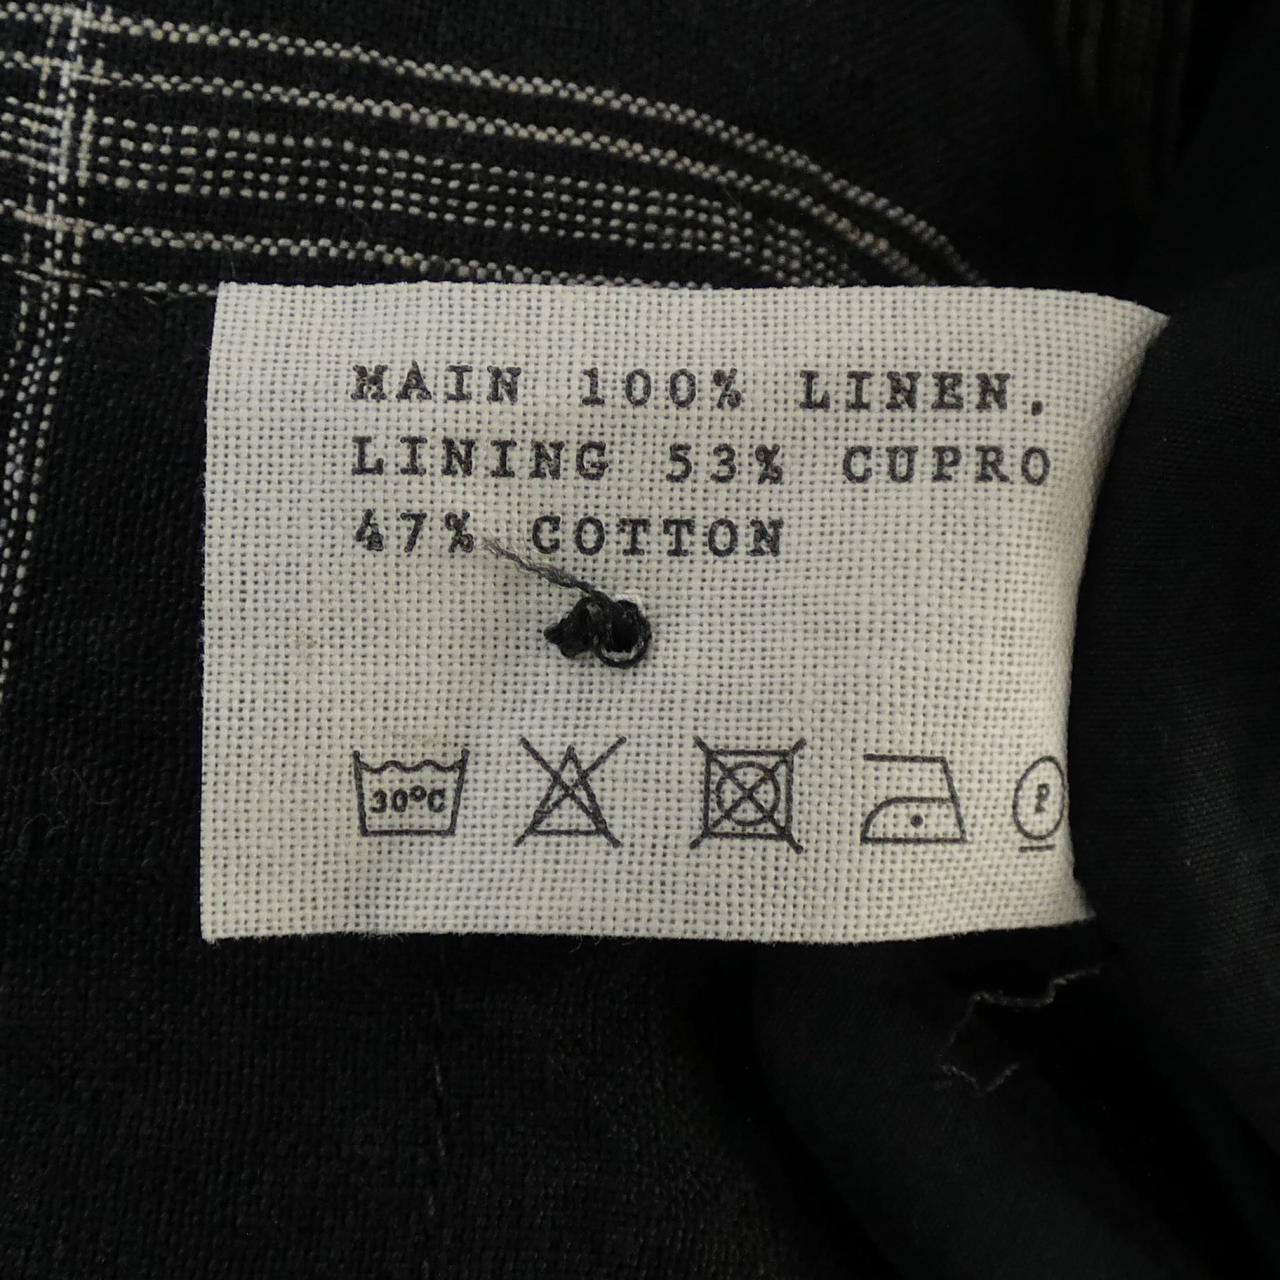 MAIN 100% LINEN.
LINING 53% CUPRO
47% COTTON
30°C
P